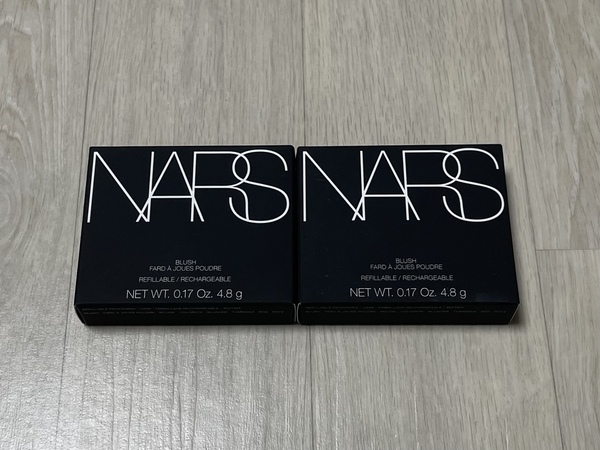 NARS
BLUSH
FARD À JOUES POUDRE
REFILLABLE / RECHARGEABLE
NET WT. 0.17 Oz. 4.8 g
NARS
BLUSH
FARD À JOUES POUDRE
REFILLABLE / RECHARGEABLE
NET WT. 0.17 Oz. 4.8 g